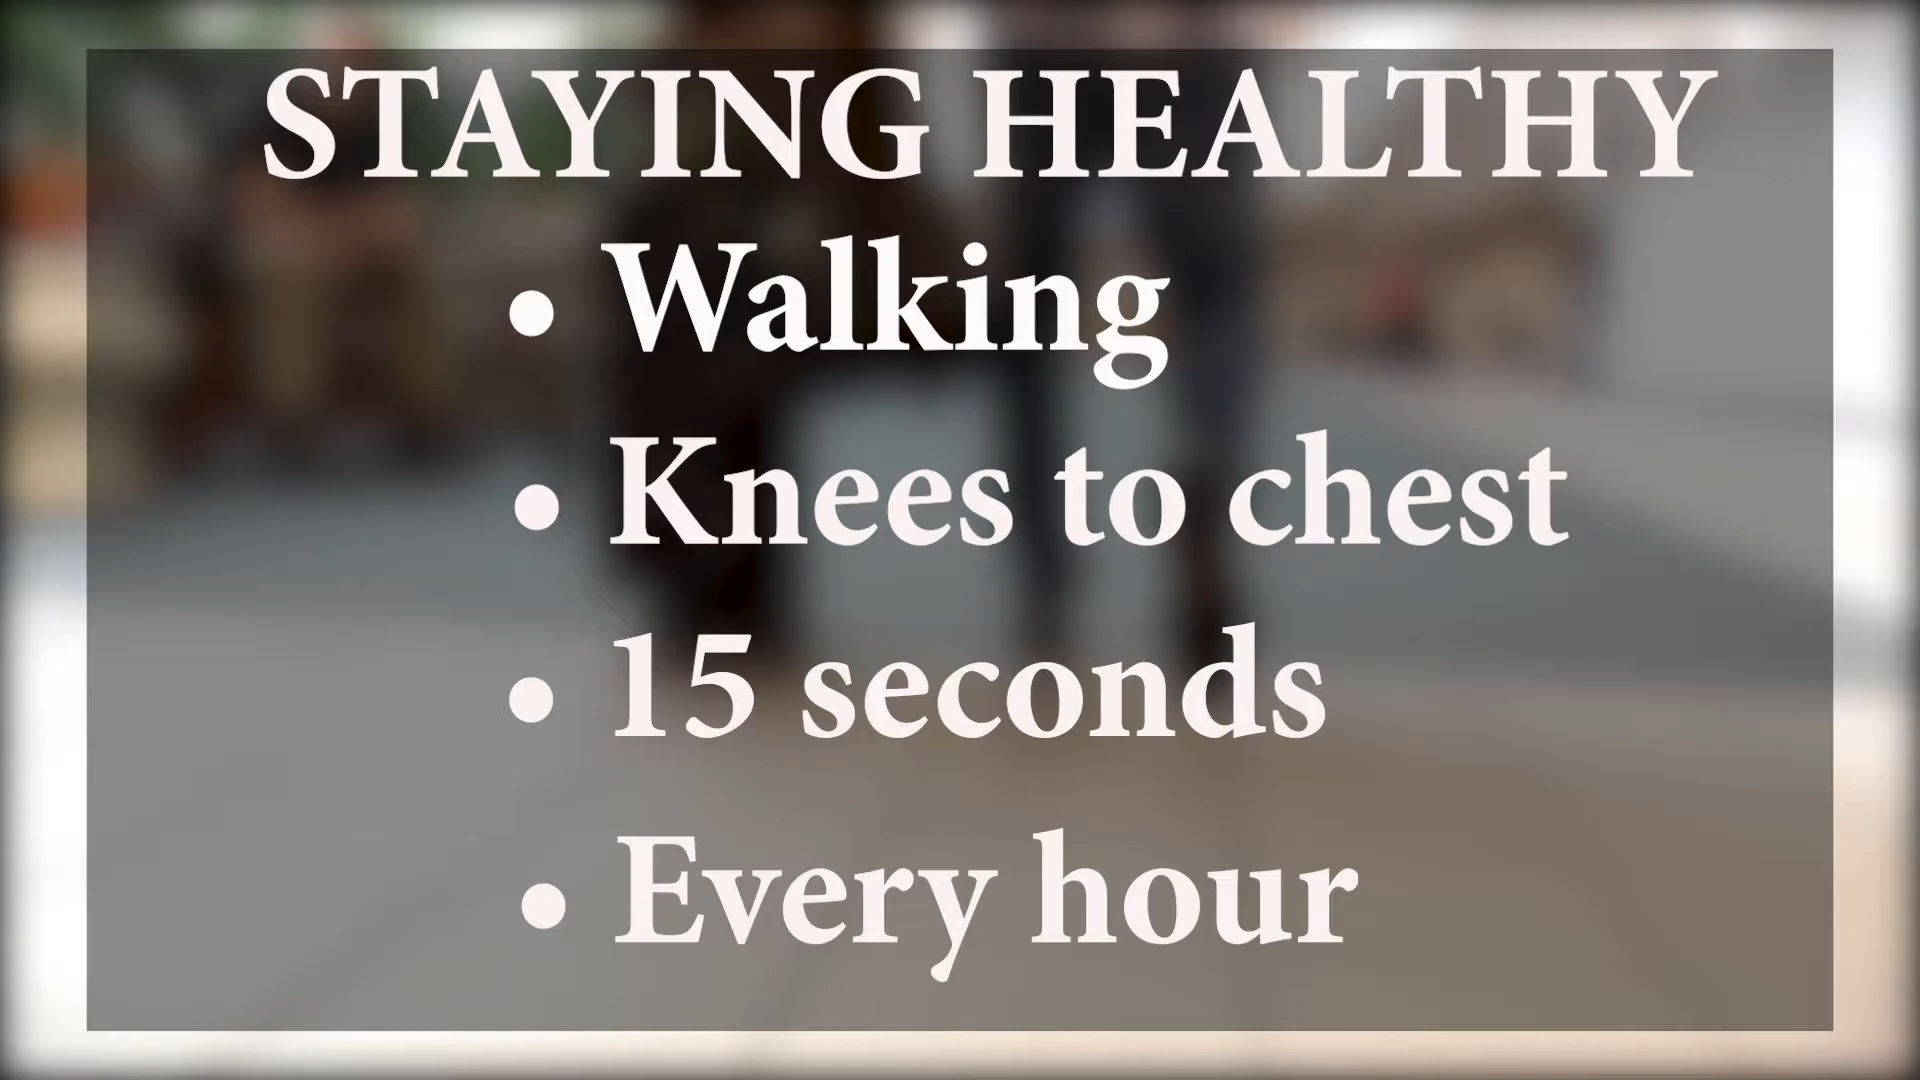 STAYING HEALTHY
• Walking
• Knees to chest
• 15 seconds
• Every hour